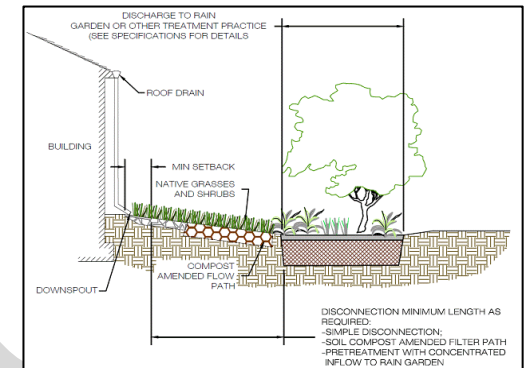 DISCHARGE TO RAIN
GARDEN OR OTHER TREATMENT PRACTICE
(SEE SPECIFICATIONS FOR DETAILS
ROOF DRAIN
BUILDING
MIN SETBACK
NATIVE GRASSES
AND SHRUBS
COMPOST
AMENDED FLOW
PATH
DOWNSPOUT
DISCONNECTION MINIMUM LENGTH AS
REQUIRED:
-SIMPLE DISCONNECTION;
-SOIL COMPOST AMENDED FILTER PATH
-PRETREATMENT WITH CONCENTRATED
INFLOW TO RAIN GARDEN